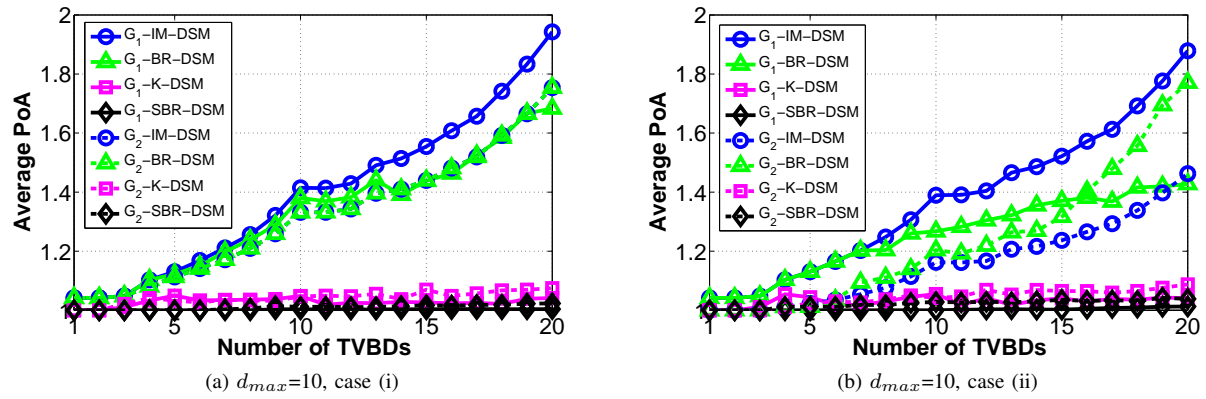 2
1.8
1.6
1.4
1.2
Average PoA
G1–IM–DSM
G1–BR–DSM
G1–K–DSM
G1–SBR–DSM
G2–IM–DSM
G2–BR–DSM
G2–K–DSM
G2–SBR–DSM
1 5 10 15 20
Number of TVBDs
(a) dmax=10, case (i)
2
1.8
1.6
1.4
1.2
Average PoA
G1–IM–DSM
G1–BR–DSM
G1–K–DSM
G1–SBR–DSM
G2–IM–DSM
G2–BR–DSM
G2–K–DSM
G2–SBR–DSM
1 5 10 15 20
Number of TVBDs
(b) dmax=10, case (ii)